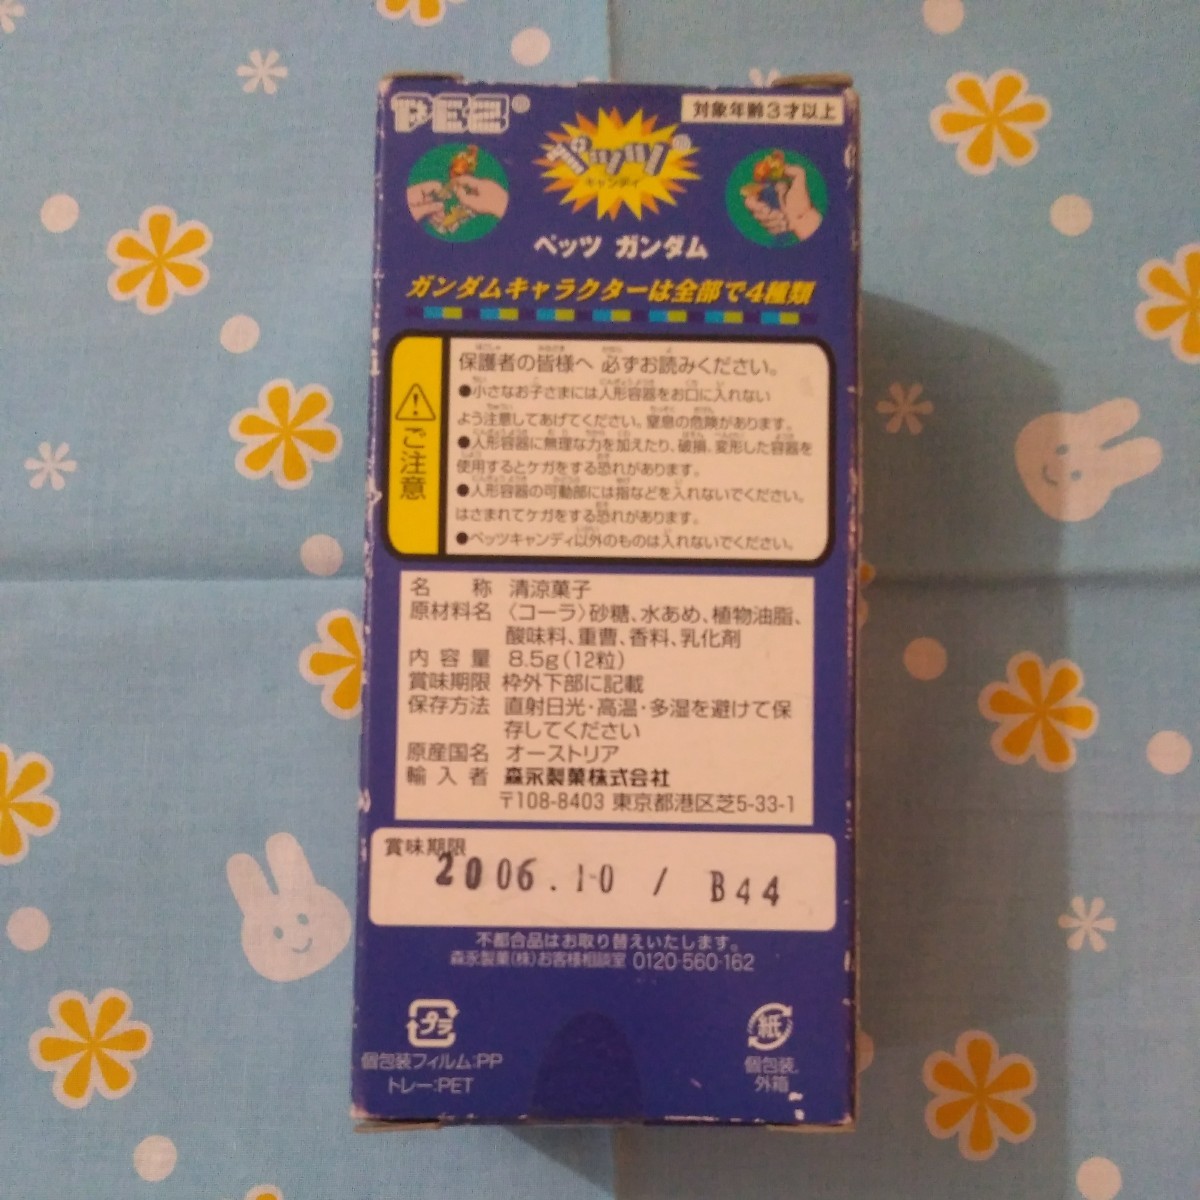 PEZ®
対象年齢3才以上
ペッツ®
キャンディ
ペッツ ガンダム
ガンダムキャラクターは全部で4種類
ご注意
保護者の皆様へ 必ずお読みください。
●小さなお子さまには人形容器をお口に入れない
よう注意してあげてください。窒息の危険があります。
●人形容器に無理な力を加えたり、破損、変形した容器を
使用するとケガをする恐れがあります。
●人形容器の可動部には指などを入れないでください。
はさまれてケガをする恐れがあります。
●ペッツキャンディ以外のものは入れないでください。
名称 清涼菓子
原材料名 〈コーラ〉砂糖、水あめ、植物油脂、
酸味料、重曹、香料、乳化剤
内容量 8.5g(12粒)
賞味期限 枠外下部に記載
保存方法 直射日光・高温・多湿を避けて保
存してください
原産国名 オーストリア
輸入者 森永製菓株式会社
〒108-8403 東京都港区芝5-33-1
賞味期限
2006.10 / B44
不都合品はお取り替えいたします。
森永製菓(株)お客様相談室 0120-560-162
プラ
個包装フィルム:PP
トレー:PET
紙
個包装、
外箱